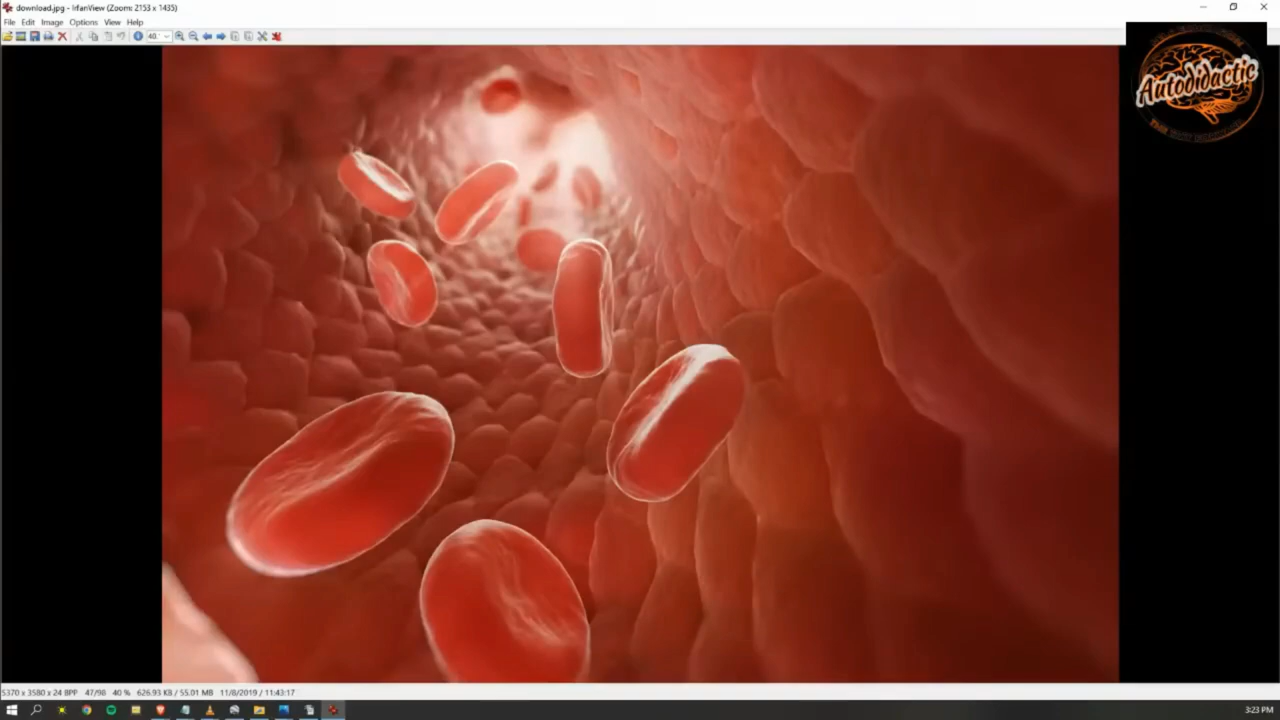 download.jpg - IrfanView (Zoom: 2153 x 1435)
File Edit Image Options View Help
Autodidactic
5370 x 3580 x 24 BPP 47/98 40 % 626.93 KB / 55.01 MB 11/8/2019 / 11:43:17
3:23 PM